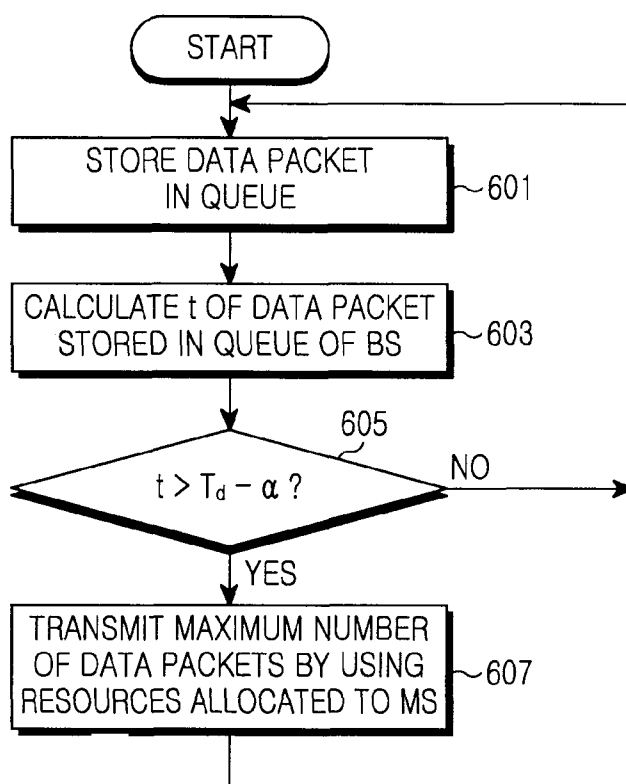 START
STORE DATA PACKET
IN QUEUE
601
CALCULATE t OF DATA PACKET
STORED IN QUEUE OF BS
603
605
t > Td − α ?
NO
YES
TRANSMIT MAXIMUM NUMBER
OF DATA PACKETS BY USING
RESOURCES ALLOCATED TO MS
607